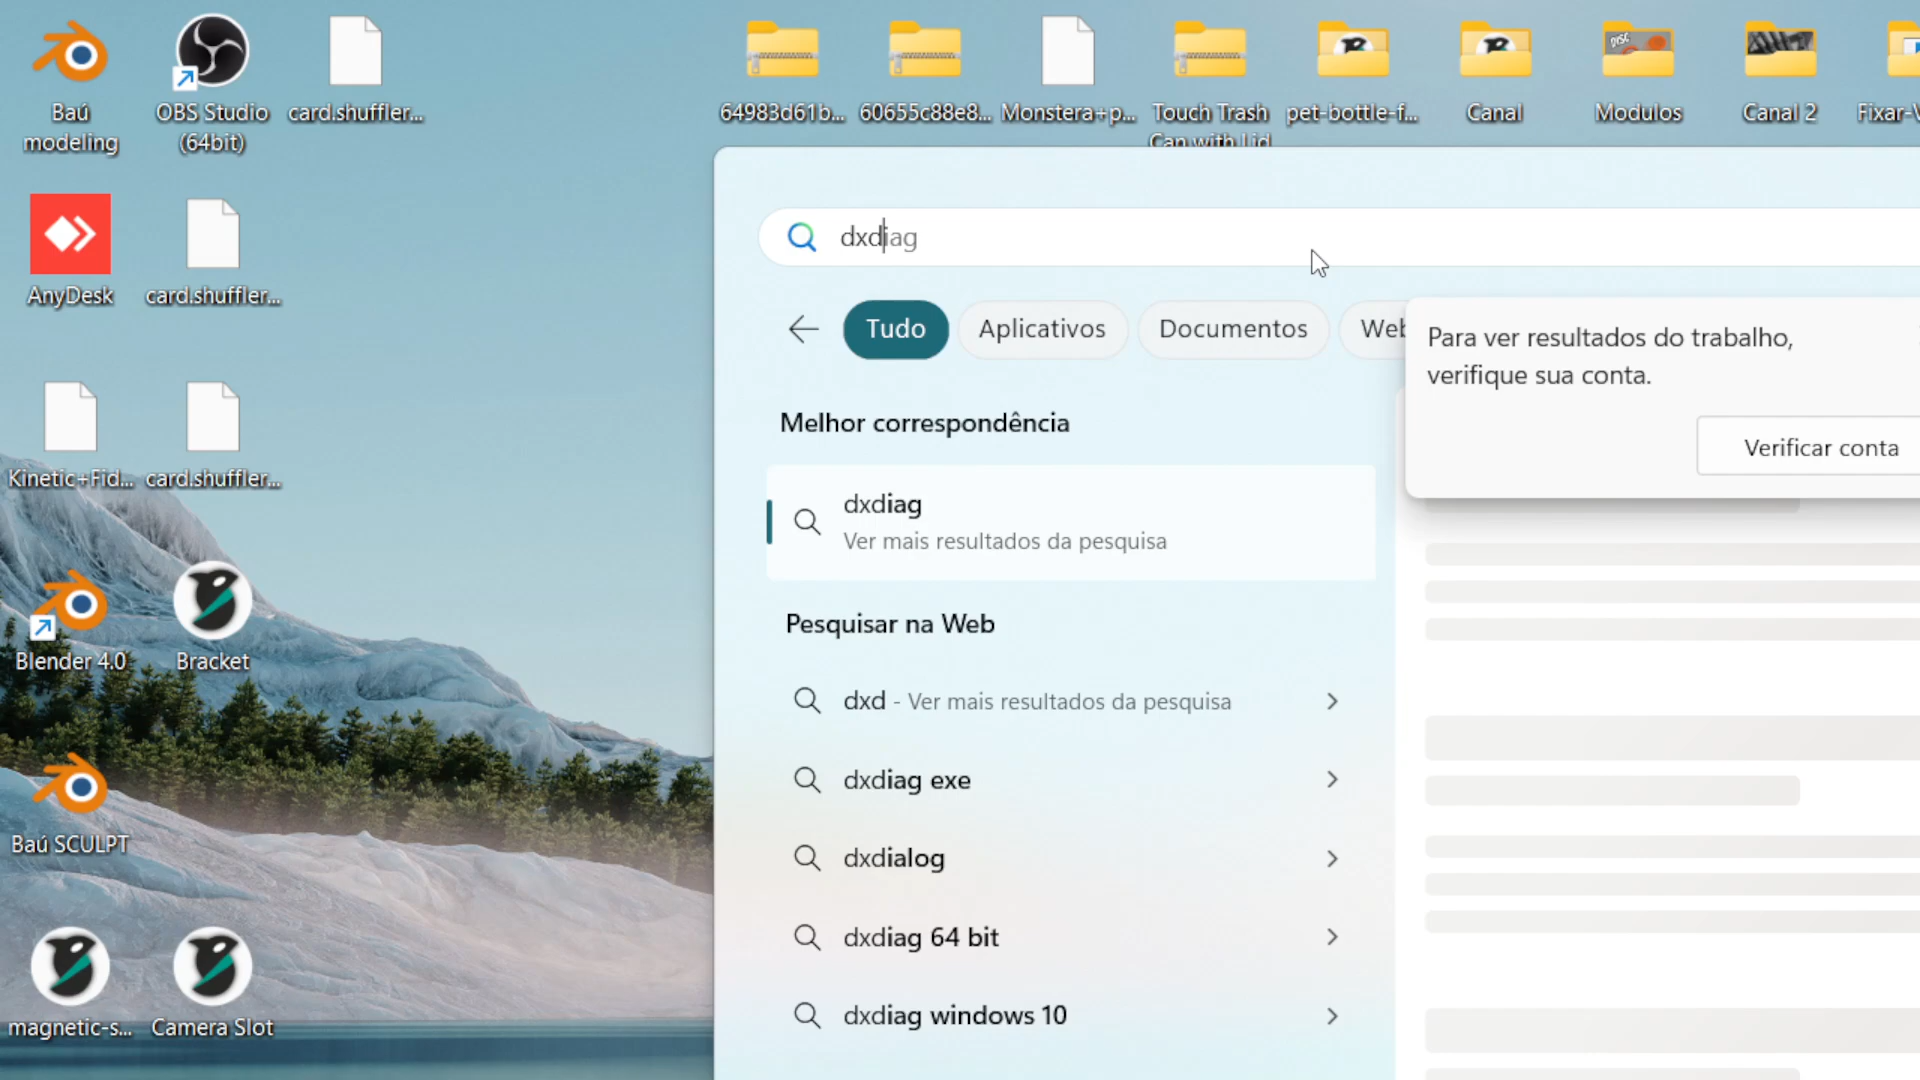 Baú
modeling
OBS Studio
(64bit)
card.shuffler...
64983d61b...
60655c88e8...
Monstera+p...
Touch Trash
Can with Lid
pet-bottle-f...
Canal
DISC
Modulos
Canal 2
Fixar-V
AnyDesk
card.shuffler...
Kinetic+Fid...
card.shuffler...
Blender 4.0
Bracket
Baú SCULPT
magnetic-s...
Camera Slot
dxdiag
Tudo
Aplicativos
Documentos
Web
Para ver resultados do trabalho,
verifique sua conta.
Verificar conta
Melhor correspondência
dxdiag
Ver mais resultados da pesquisa
Pesquisar na Web
dxd - Ver mais resultados da pesquisa
dxdiag exe
dxdialog
dxdiag 64 bit
dxdiag windows 10